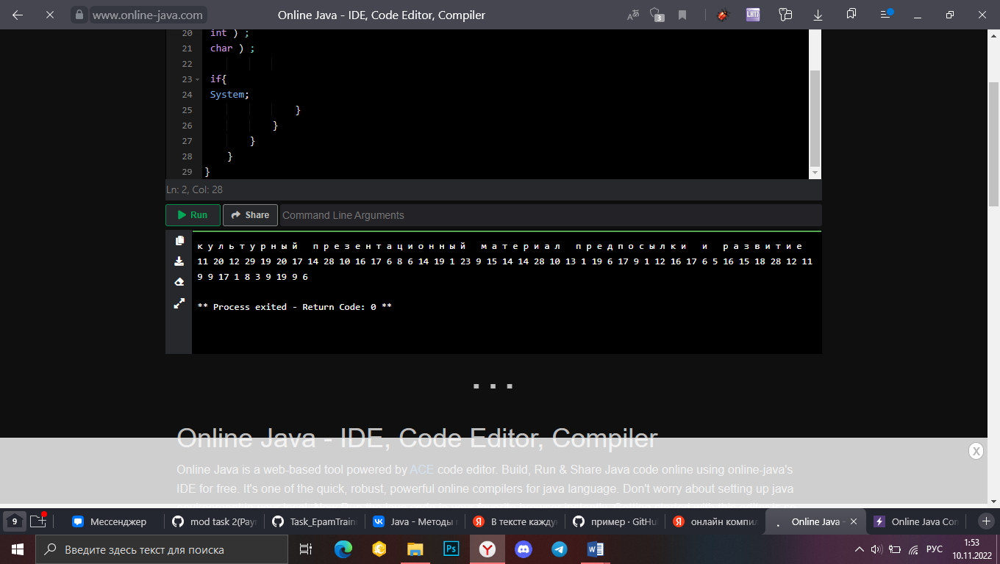 www.online-java.com
Online Java - IDE, Code Editor, Compiler
3
LH17
20 int ) ;
21 char ) ;
22
23 if{
24 System;
25 }
26 }
27 }
28 }
29 }
Ln: 2, Col: 28
Run Share Command Line Arguments
к у л ь т у р н ы й   п р е з е н т а ц и о н н ы й   м а т е р и а л   п р е д п о с ы л к и   и   р а з в и т и е
11 20 12 29 19 20 17 14 28 10 16 17 6 8 6 14 19 1 23 9 15 14 14 28 10 13 1 19 6 17 9 1 12 16 17 6 5 16 15 18 28 12 11
9 9 17 1 8 3 9 19 9 6
** Process exited - Return Code: 0 **
Online Java - IDE, Code Editor, Compiler
X
Online Java is a web-based tool powered by ACE code editor. Build, Run & Share Java code online using online-java's
IDE for free. It's one of the quick, robust, powerful online compilers for java language. Don't worry about setting up java
9 Мессенджер mod task 2(Pay Task_EpamTrain Java - Методы В тексте кажду пример · GitHu онлайн компил Online Java - Online Java Con
Введите здесь текст для поиска
Ps
РУС
1:53
10.11.2022